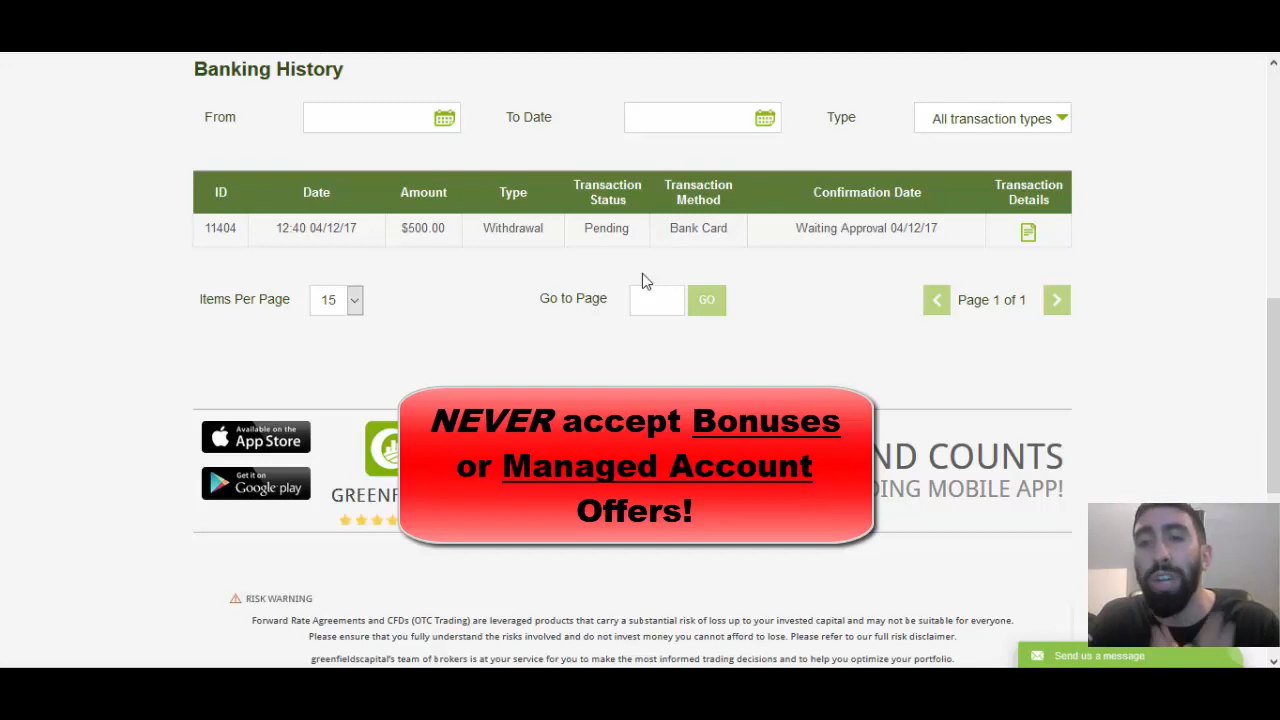 Banking History
From
To Date
Type
All transaction types
ID Date Amount Type Transaction Status Transaction Method Confirmation Date Transaction Details
11404 12:40 04/12/17 $500.00 Withdrawal Pending Bank Card Waiting Approval 04/12/17
Items Per Page 15 Go to Page GO Page 1 of 1
NEVER accept Bonuses
or Managed Account
Offers!
Available on the
App Store
Get it on
Google play
GREENF
ND COUNTS
DING MOBILE APP!
RISK WARNING
Forward Rate Agreements and CFDs (OTC Trading) are leveraged products that carry a substantial risk of loss up to your invested capital and may not be suitable for everyone.
Please ensure that you fully understand the risks involved and do not invest money you cannot afford to lose. Please refer to our full risk disclaimer.
greenfieldscapital's team of brokers is at your service for you to make the most informed trading decisions and to help you optimize your portfolio.
Send us a message